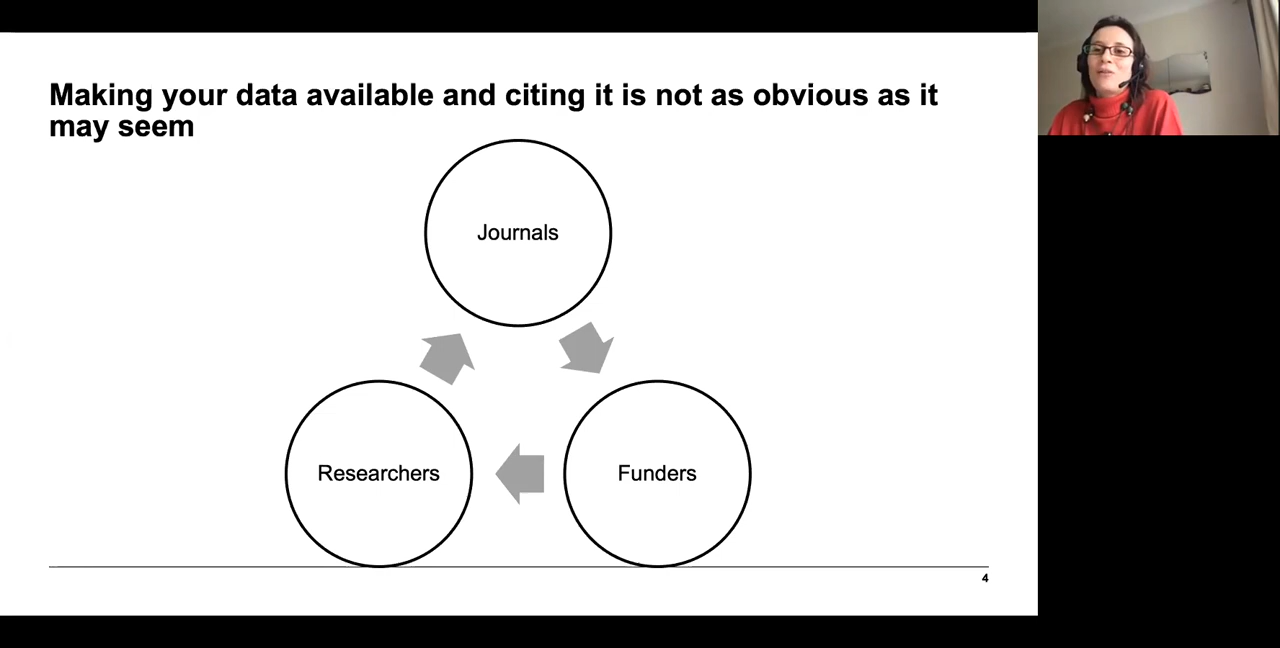 Making your data available and citing it is not as obvious as it
may seem
Journals
Researchers
Funders
4